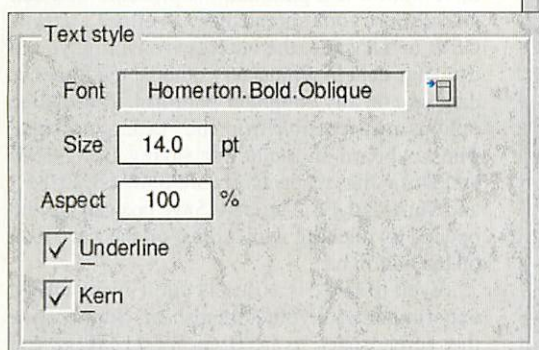 Text style
Font Homerton.Bold.Oblique
Size 14.0 pt
Aspect 100 %
Underline
Kern